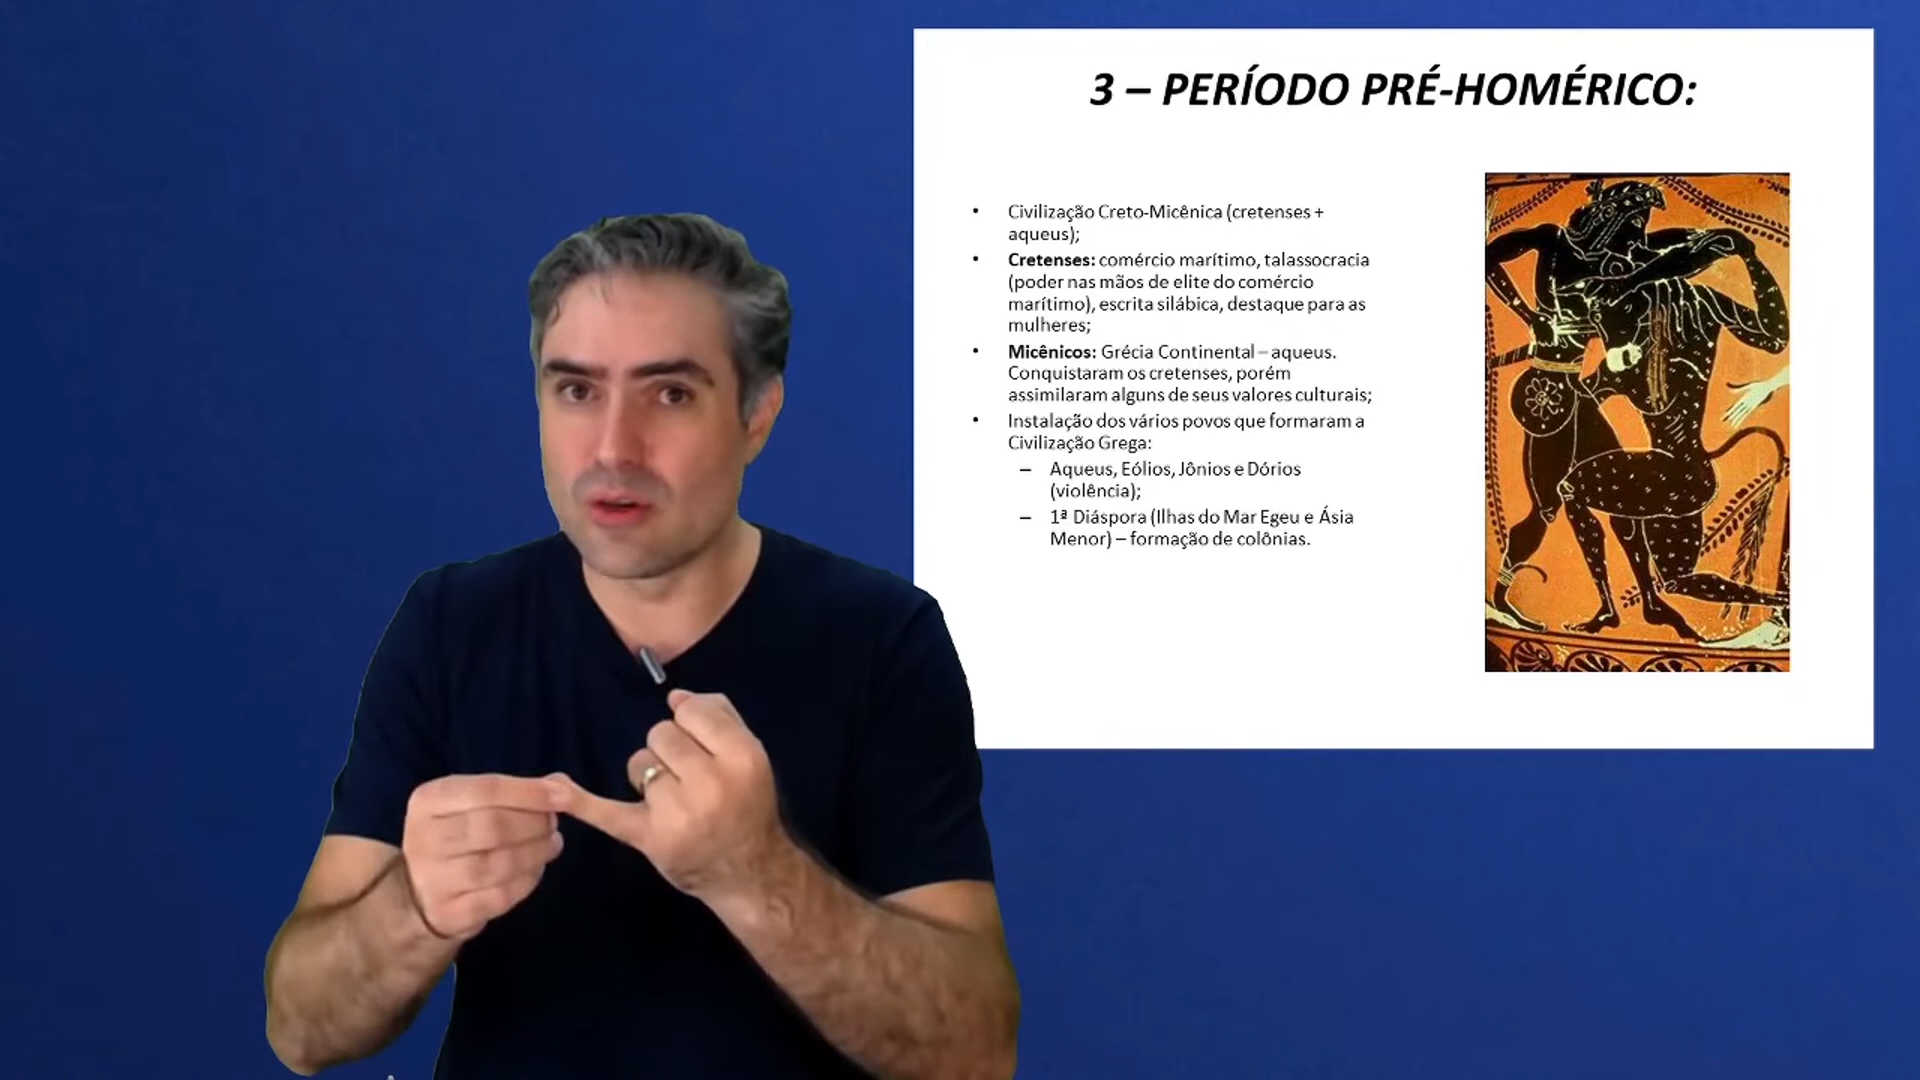 3 – PERÍODO PRÉ-HOMÉRICO:
• Civilização Creto-Micênica (cretenses +
aqueus);
• Cretenses: comércio marítimo, talassocracia
(poder nas mãos de elite do comércio
marítimo), escrita silábica, destaque para as
mulheres;
• Micênicos: Grécia Continental – aqueus.
Conquistaram os cretenses, porém
assimilaram alguns de seus valores culturais;
• Instalação dos vários povos que formaram a
Civilização Grega:
– Aqueus, Eólios, Jônios e Dórios
(violência);
– 1ª Diáspora (Ilhas do Mar Egeu e Ásia
Menor) – formação de colônias.